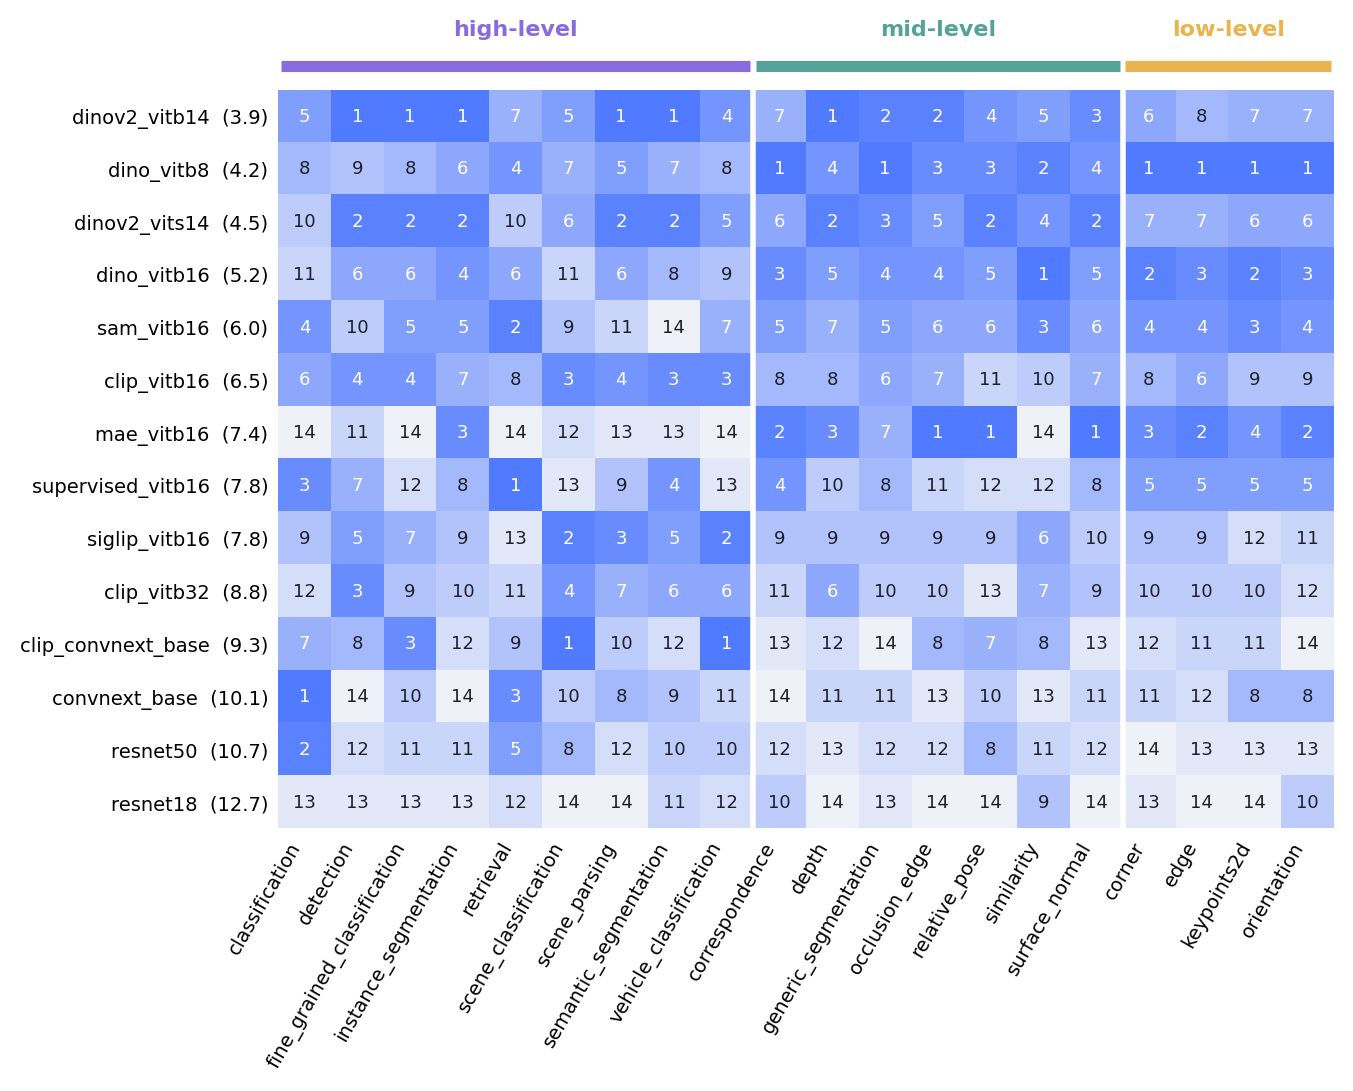 high-level mid-level low-level
dinov2_vitb14 (3.9) 5 1 1 1 7 5 1 1 4 7 1 2 2 4 5 3 6 8 7 7
dino_vitb8 (4.2) 8 9 8 6 4 7 5 7 8 1 4 1 3 3 2 4 1 1 1 1
dinov2_vits14 (4.5) 10 2 2 2 10 6 2 2 5 6 2 3 5 2 4 2 7 7 6 6
dino_vitb16 (5.2) 11 6 6 4 6 11 6 8 9 3 5 4 4 5 1 5 2 3 2 3
sam_vitb16 (6.0) 4 10 5 5 2 9 11 14 7 5 7 5 6 6 3 6 4 4 3 4
clip_vitb16 (6.5) 6 4 4 7 8 3 4 3 3 8 8 6 7 11 10 7 8 6 9 9
mae_vitb16 (7.4) 14 11 14 3 14 12 13 13 14 2 3 7 1 1 14 1 3 2 4 2
supervised_vitb16 (7.8) 3 7 12 8 1 13 9 4 13 4 10 8 11 12 12 8 5 5 5 5
siglip_vitb16 (7.8) 9 5 7 9 13 2 3 5 2 9 9 9 9 9 6 10 9 9 12 11
clip_vitb32 (8.8) 12 3 9 10 11 4 7 6 6 11 6 10 10 13 7 9 10 10 10 12
clip_convnext_base (9.3) 7 8 3 12 9 1 10 12 1 13 12 14 8 7 8 13 12 11 11 14
convnext_base (10.1) 1 14 10 14 3 10 8 9 11 14 11 11 13 10 13 11 11 12 8 8
resnet50 (10.7) 2 12 11 11 5 8 12 10 10 12 13 12 12 8 11 12 14 13 13 13
resnet18 (12.7) 13 13 13 13 12 14 14 11 12 10 14 13 14 14 9 14 13 14 14 10
classification
detection
fine_grained_classification
instance_segmentation
retrieval
scene_classification
scene_parsing
semantic_segmentation
vehicle_classification
correspondence
depth
generic_segmentation
occlusion_edge
relative_pose
similarity
surface_normal
corner
edge
keypoints2d
orientation